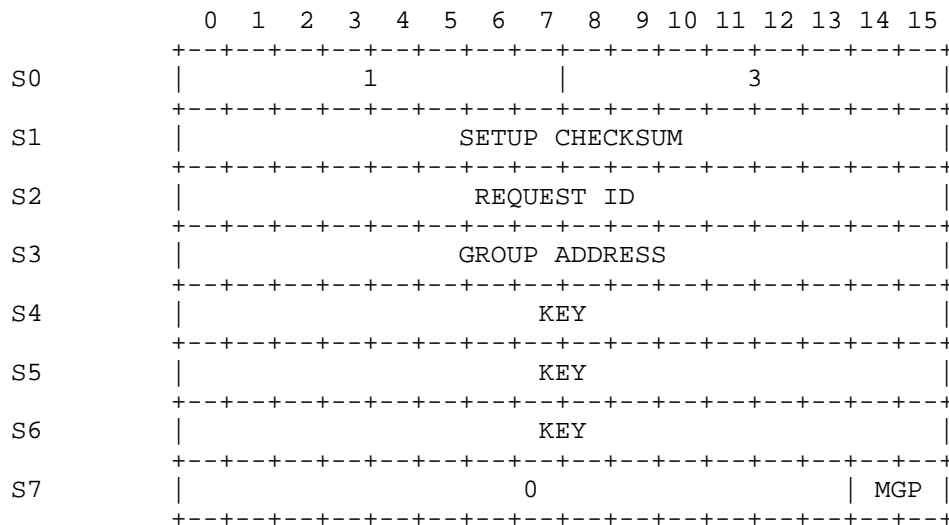 0 1 2 3 4 5 6 7 8 9 10 11 12 13 14 15
+--+--+--+--+--+--+--+--+--+--+--+--+--+--+--+--+
S0 | 1 | 3 |
+--+--+--+--+--+--+--+--+--+--+--+--+--+--+--+--+
S1 | SETUP CHECKSUM |
+--+--+--+--+--+--+--+--+--+--+--+--+--+--+--+--+
S2 | REQUEST ID |
+--+--+--+--+--+--+--+--+--+--+--+--+--+--+--+--+
S3 | GROUP ADDRESS |
+--+--+--+--+--+--+--+--+--+--+--+--+--+--+--+--+
S4 | KEY |
+--+--+--+--+--+--+--+--+--+--+--+--+--+--+--+--+
S5 | KEY |
+--+--+--+--+--+--+--+--+--+--+--+--+--+--+--+--+
S6 | KEY |
+--+--+--+--+--+--+--+--+--+--+--+--+--+--+--+--+
S7 | 0 | MGP |
+--+--+--+--+--+--+--+--+--+--+--+--+--+--+--+--+